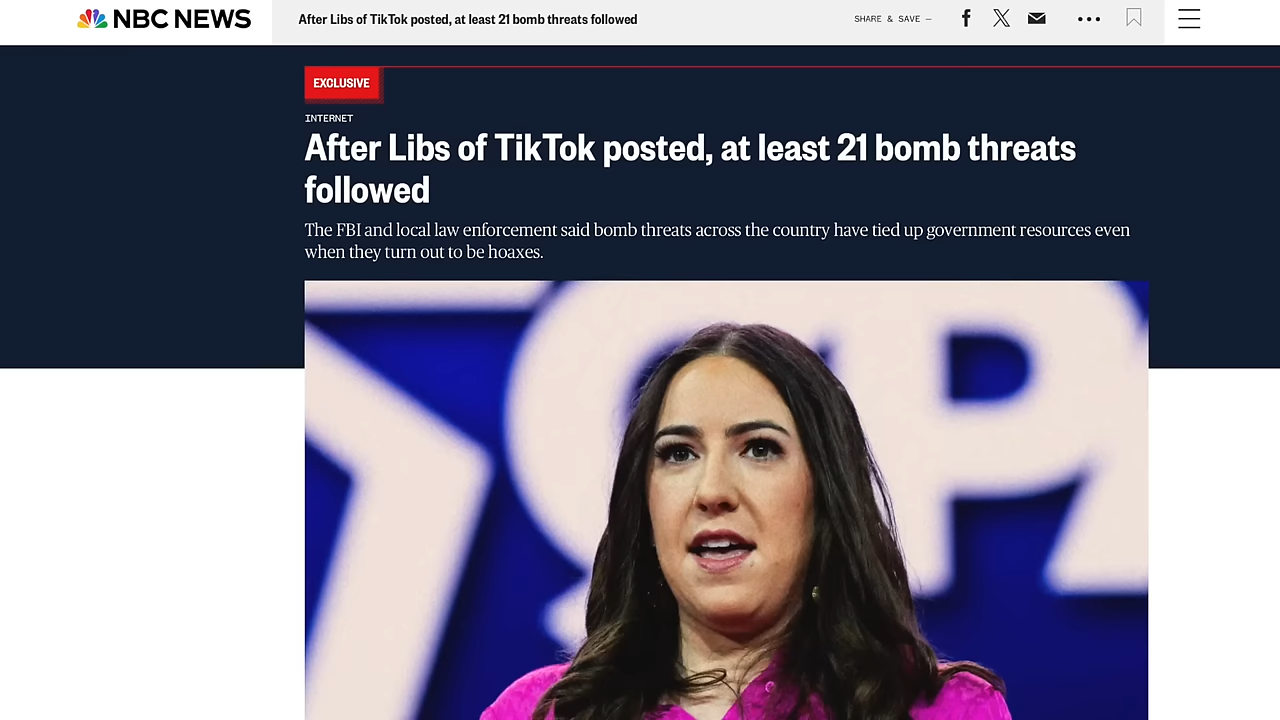 NBC NEWS
After Libs of TikTok posted, at least 21 bomb threats followed
SHARE & SAVE —
EXCLUSIVE
INTERNET
After Libs of TikTok posted, at least 21 bomb threats
followed
The FBI and local law enforcement said bomb threats across the country have tied up government resources even
when they turn out to be hoaxes.